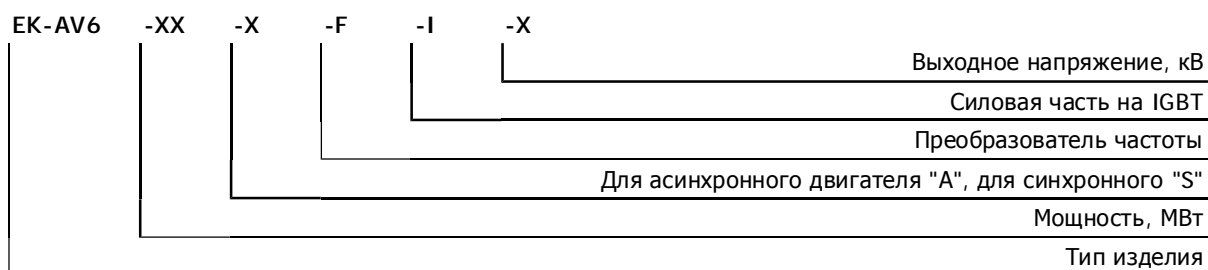 EK-AV6 -XX -X -F -I -X
Выходное напряжение, кВ
Силовая часть на IGBT
Преобразователь частоты
Для асинхронного двигателя "А", для синхронного "S"
Мощность, МВт
Тип изделия